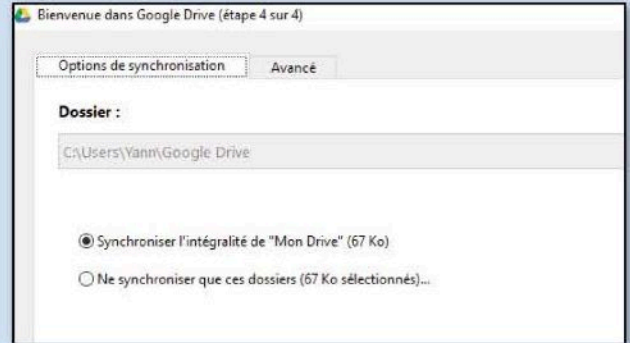 Bienvenue dans Google Drive (étape 4 sur 4)
Options de synchronisation Avancé
Dossier :
C:\Users\Yann\Google Drive
Synchroniser l'intégralité de "Mon Drive" (67 Ko)
Ne synchroniser que ces dossiers (67 Ko sélectionnés)...